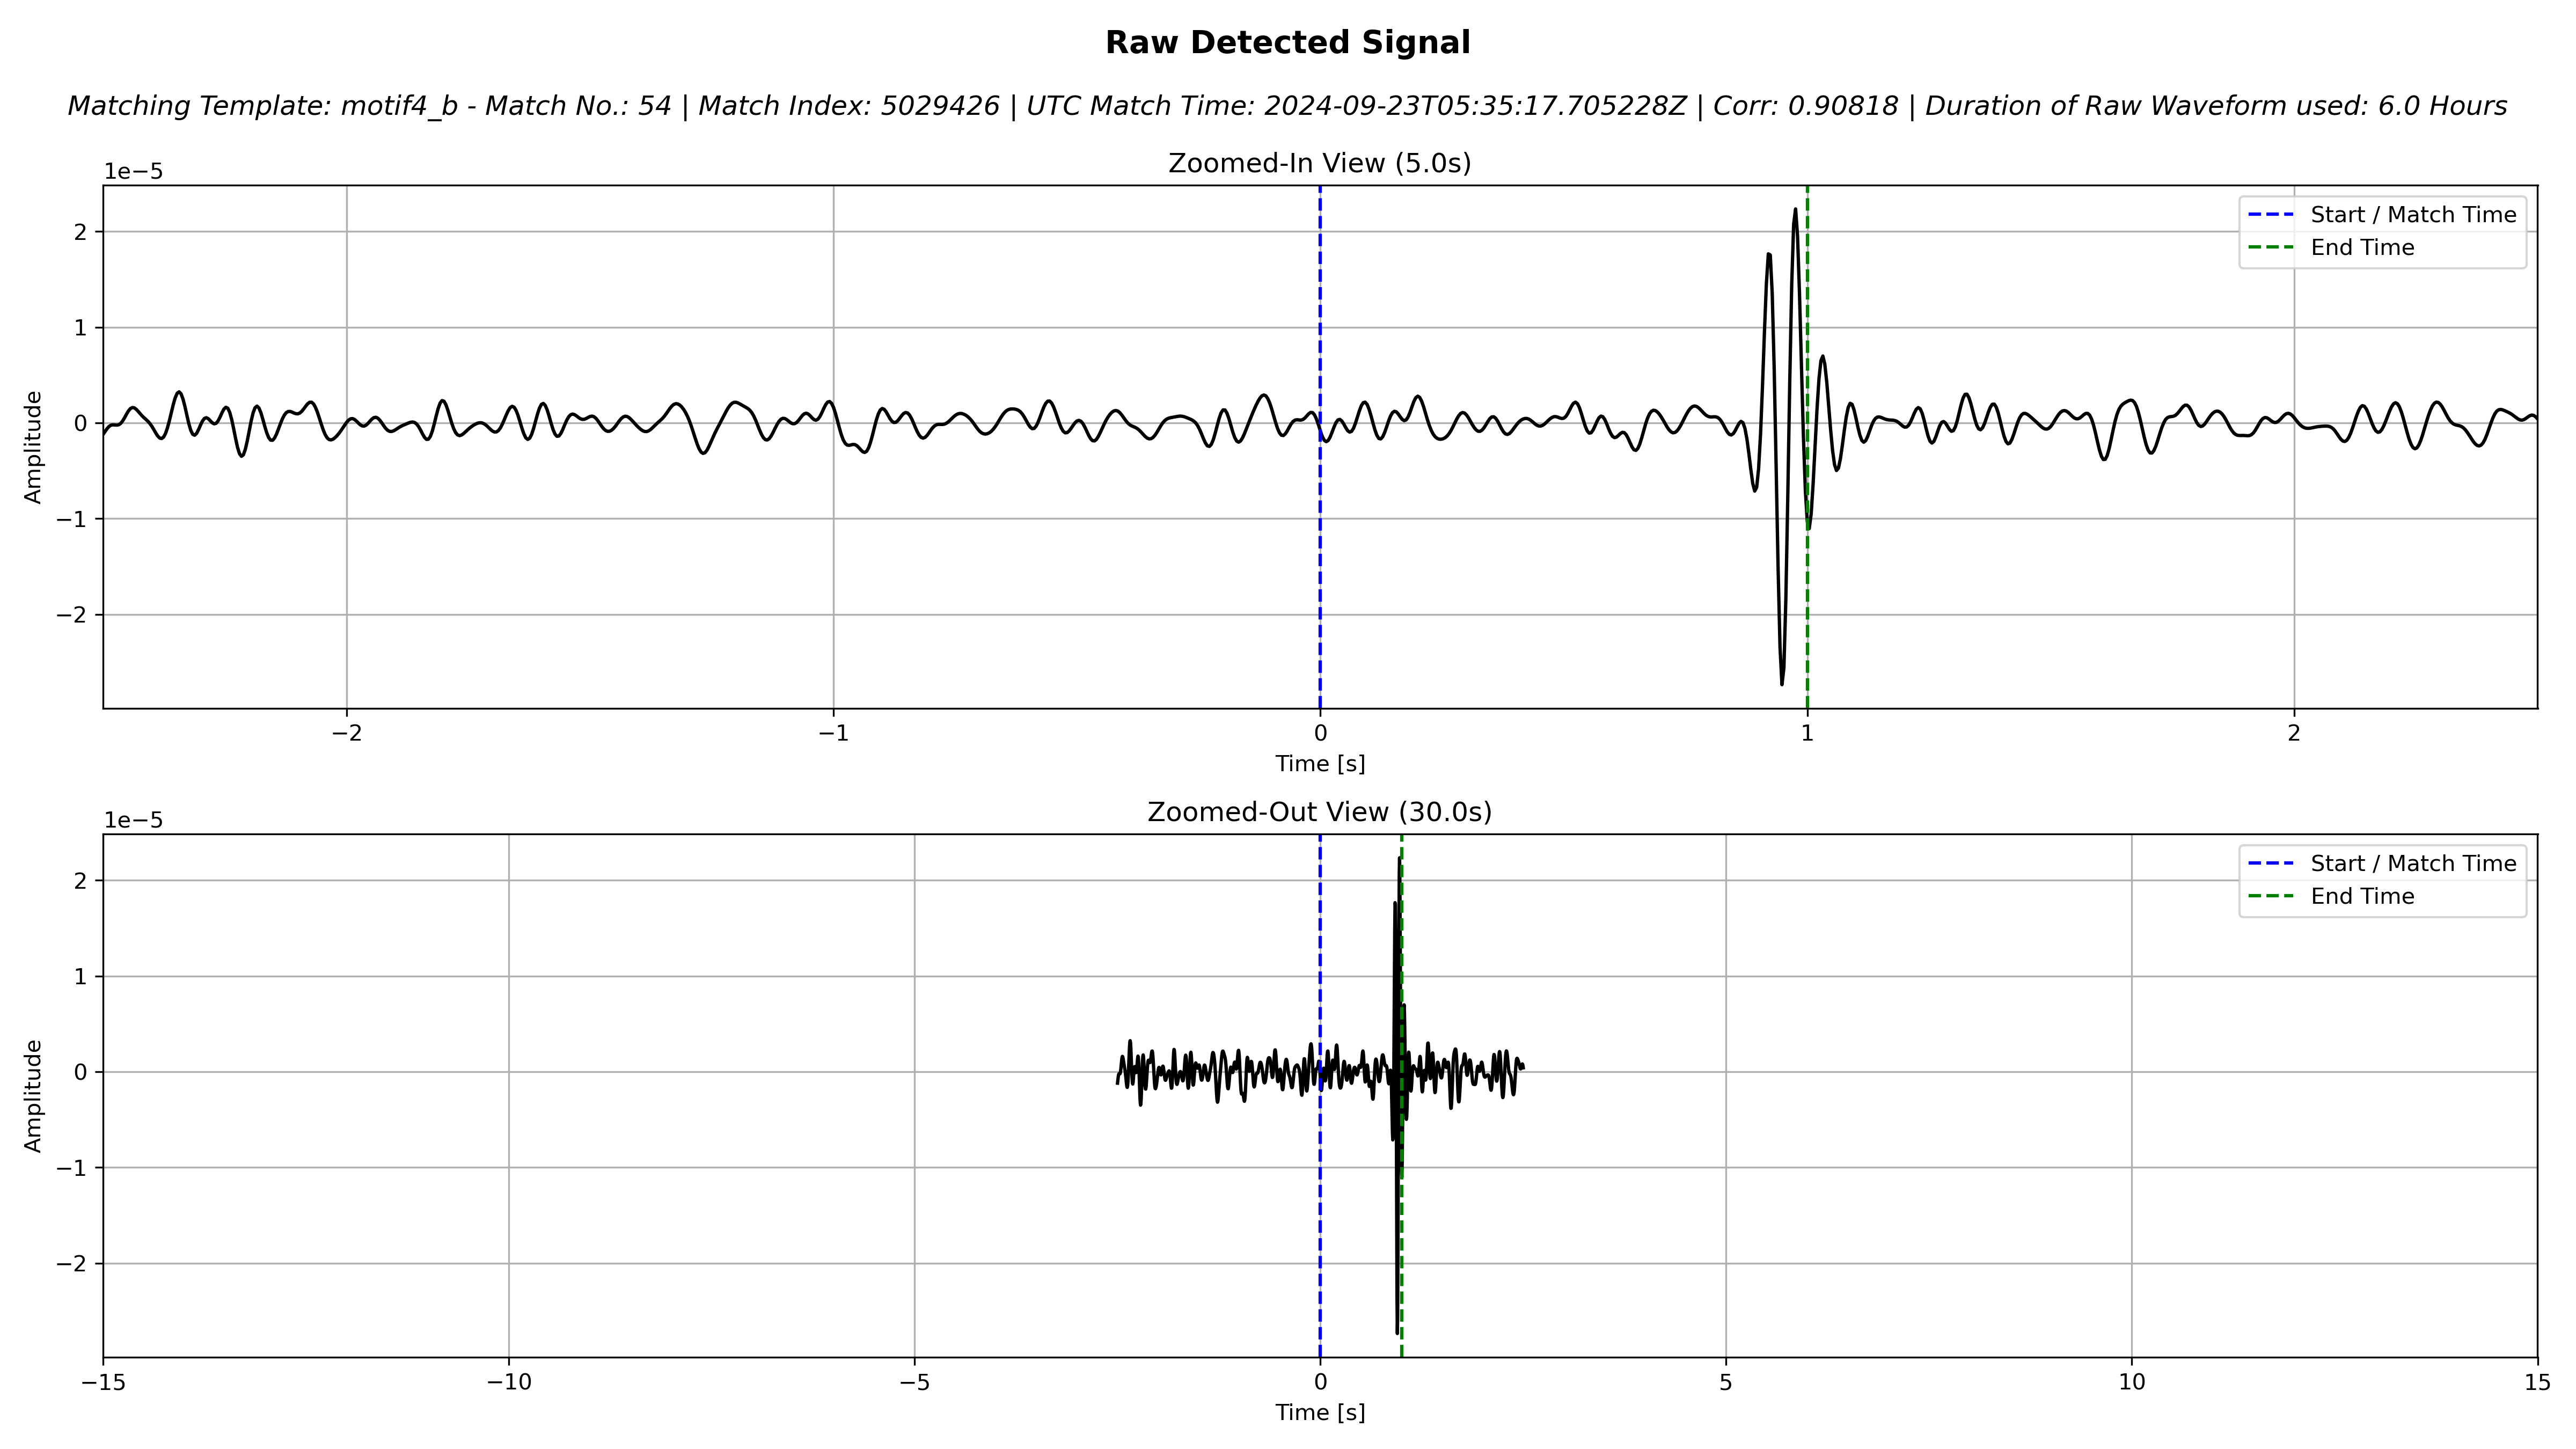 Raw Detected Signal
Matching Template: motif4_b - Match No.: 54 | Match Index: 5029426 | UTC Match Time: 2024-09-23T05:35:17.705228Z | Corr: 0.90818 | Duration of Raw Waveform used: 6.0 Hours
Zoomed-In View (5.0s)
1e−5
Start / Match Time
End Time
2
1
0
−1
−2
Amplitude
−2 −1 0 1 2
Time [s]
Zoomed-Out View (30.0s)
1e−5
Start / Match Time
End Time
2
1
0
−1
−2
Amplitude
−15 −10 −5 0 5 10 15
Time [s]